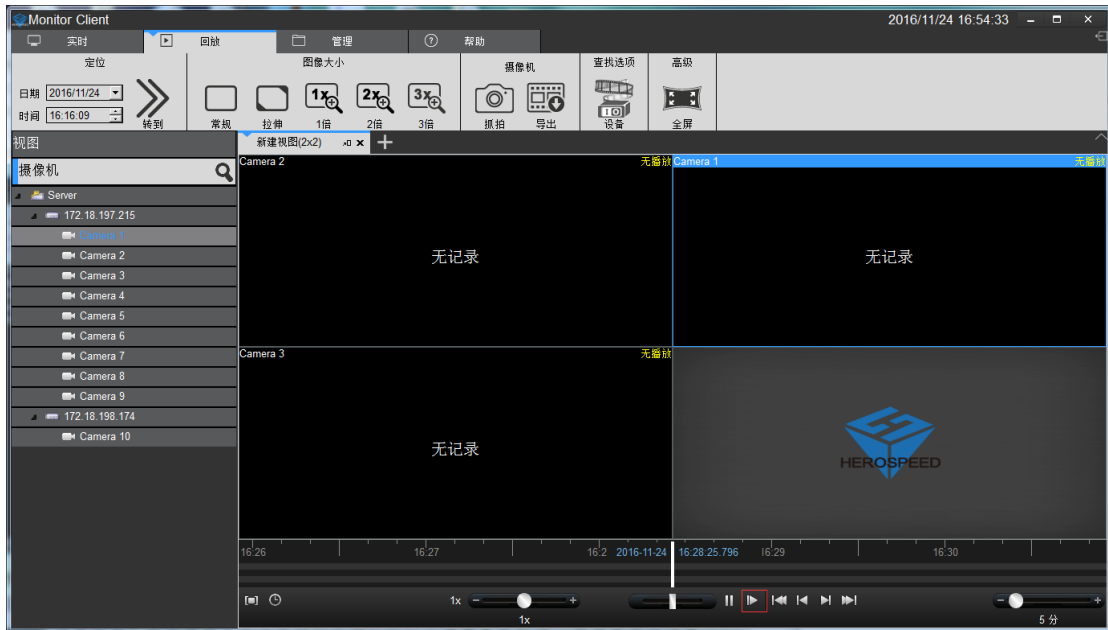 Monitor Client 2016/11/24 16:54:33
实时 回放 管理 帮助
定位 图像大小 摄像机 查找选项 高级
日期 2016/11/24
时间 16:16:09
转到 常规 拉伸 1x 1倍 2x 2倍 3x 3倍 抓拍 导出 设备 全屏
视图 新建视图(2x2)
摄像机
Server
172.18.197.215
Camera 1
Camera 2
Camera 3
Camera 4
Camera 5
Camera 6
Camera 7
Camera 8
Camera 9
172.18.198.174
Camera 10
Camera 2 无播放 Camera 1 无播放
无记录 无记录
Camera 3 无播放
无记录
HEROSPEED
16:26 16:27 16:2 2016-11-24 16:28:25.796 16:29 16:30
1x
1x 5 分